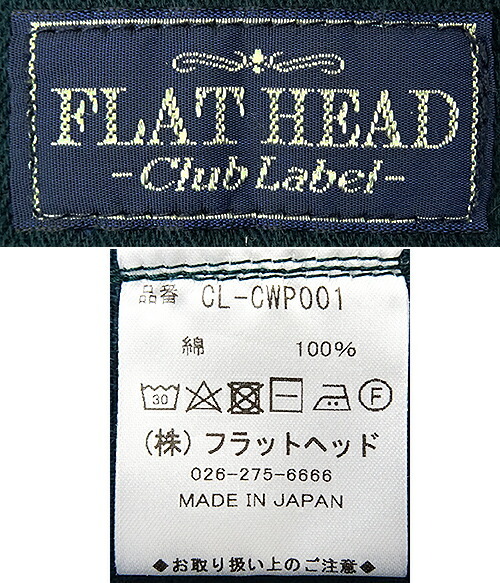 FLAT HEAD
-Club Label-
品番 CL-CWP001
綿 100%
30 F
(株)フラットヘッド
026-275-6666
MADE IN JAPAN
◆お取り扱い上のご注意◆